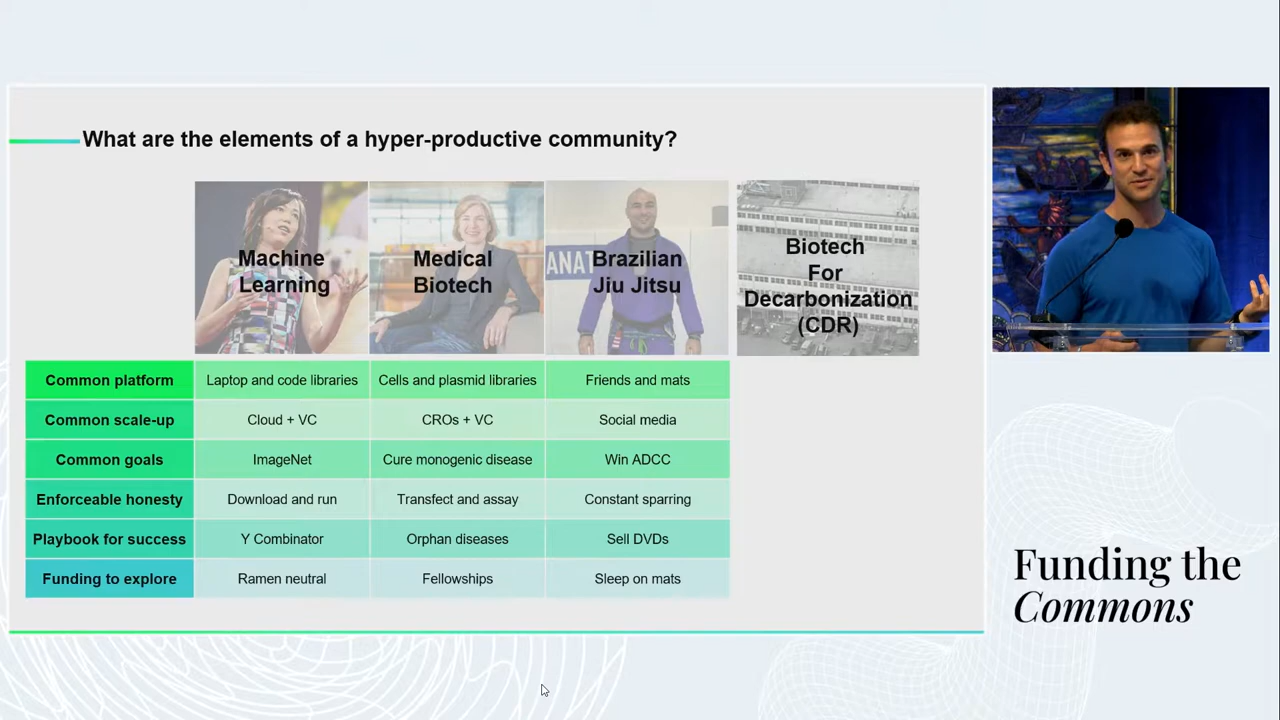 What are the elements of a hyper-productive community?
Machine
Learning
Medical
Biotech
ANAT
Brazilian
Jiu Jitsu
Biotech
For
Decarbonization
(CDR)
Common platform Laptop and code libraries Cells and plasmid libraries Friends and mats
Common scale-up Cloud + VC CROs + VC Social media
Common goals ImageNet Cure monogenic disease Win ADCC
Enforceable honesty Download and run Transfect and assay Constant sparring
Playbook for success Y Combinator Orphan diseases Sell DVDs
Funding to explore Ramen neutral Fellowships Sleep on mats
Funding the
Commons